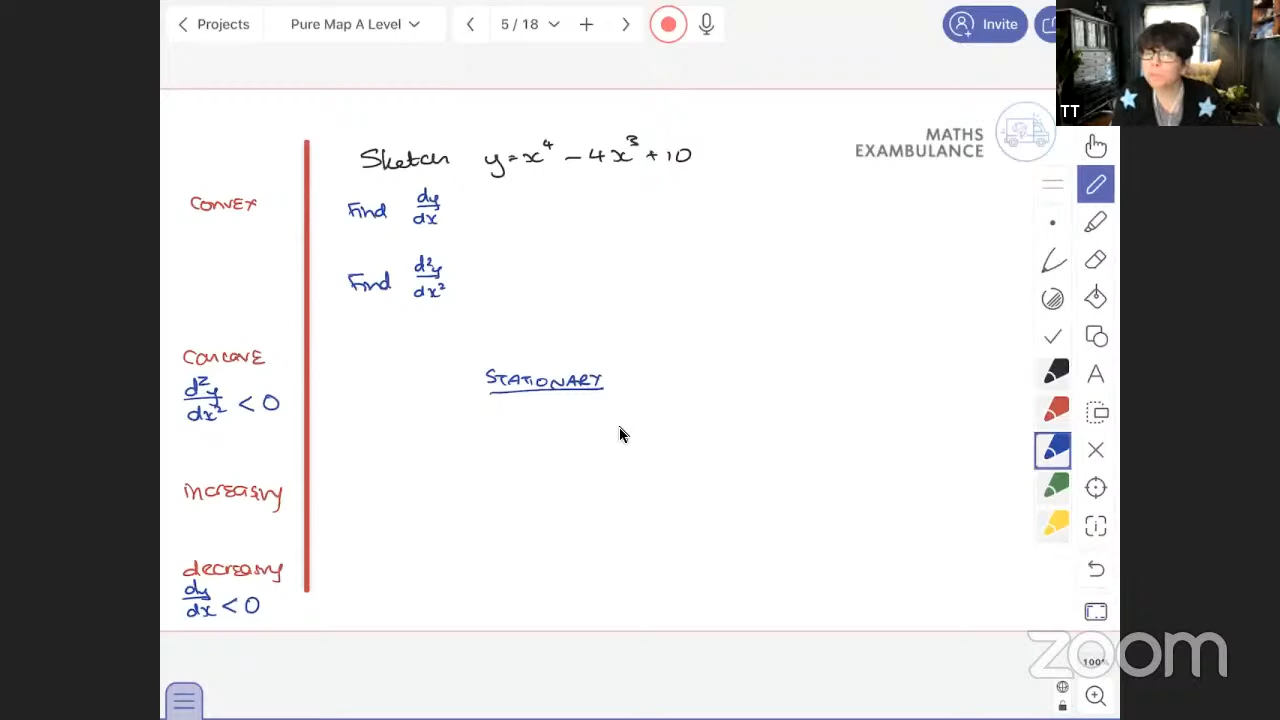 Projects
Pure Map A Level
5 / 18
Invite
TT
MATHS
EXAMBULANCE
Sketch y = x⁴ - 4x³ + 10
CONVEX
Find dy/dx
Find d²y/dx²
CONCAVE
d²y/dx² < 0
STATIONARY
increasing
decreasing
dy/dx < 0
A
zoom
100%